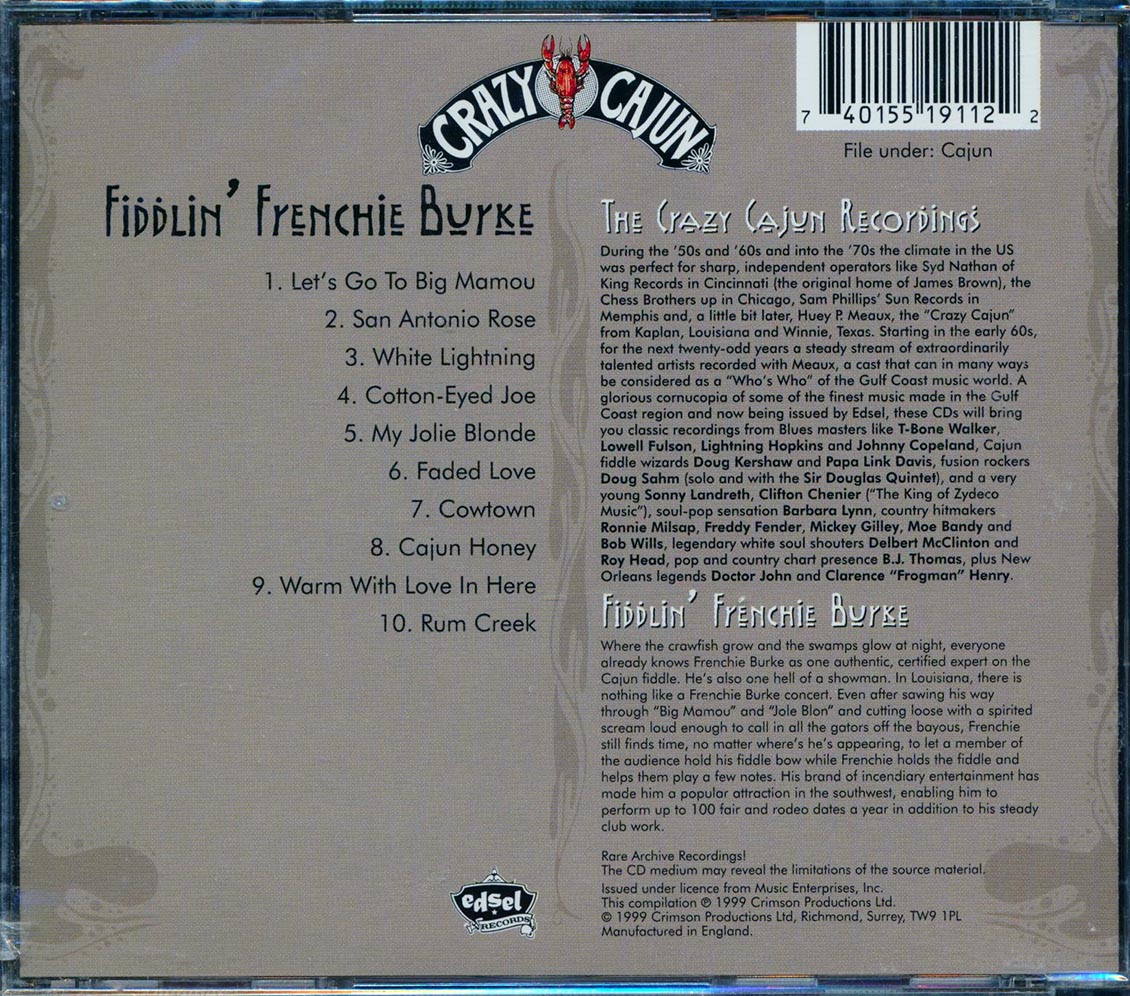 CRAZY CAJUN
7 40155 19112 2
File under: Cajun
Fiddlin' Frenchie Burke
1. Let's Go To Big Mamou
2. San Antonio Rose
3. White Lightning
4. Cotton-Eyed Joe
5. My Jolie Blonde
6. Faded Love
7. Cowtown
8. Cajun Honey
9. Warm With Love In Here
10. Rum Creek
edsel
RECORDS
The Crazy Cajun Recordings
During the '50s and '60s and into the '70s the climate in the US
was perfect for sharp, independent operators like Syd Nathan of
King Records in Cincinnati (the original home of James Brown), the
Chess Brothers up in Chicago, Sam Phillips' Sun Records in
Memphis and, a little bit later, Huey P. Meaux, the "Crazy Cajun"
from Kaplan, Louisiana and Winnie, Texas. Starting in the early 60s,
for the next twenty-odd years a steady stream of extraordinarily
talented artists recorded with Meaux, a cast that can in many ways
be considered as a "Who's Who" of the Gulf Coast music world. A
glorious cornucopia of some of the finest music made in the Gulf
Coast region and now being issued by Edsel, these CDs will bring
you classic recordings from Blues masters like T-Bone Walker,
Lowell Fulson, Lightning Hopkins and Johnny Copeland, Cajun
fiddle wizards Doug Kershaw and Papa Link Davis, fusion rockers
Doug Sahm (solo and with the Sir Douglas Quintet), and a very
young Sonny Landreth, Clifton Chenier ("The King of Zydeco
Music"), soul-pop sensation Barbara Lynn, country hitmakers
Ronnie Milsap, Freddy Fender, Mickey Gilley, Moe Bandy and
Bob Wills, legendary white soul shouters Delbert McClinton and
Roy Head, pop and country chart presence B.J. Thomas, plus New
Orleans legends Doctor John and Clarence "Frogman" Henry.
Fiddlin' Frénchie Burke
Where the crawfish grow and the swamps glow at night, everyone
already knows Frenchie Burke as one authentic, certified expert on the
Cajun fiddle. He's also one hell of a showman. In Louisiana, there is
nothing like a Frenchie Burke concert. Even after sawing his way
through "Big Mamou" and "Jole Blon" and cutting loose with a spirited
scream loud enough to call in all the gators off the bayous, Frenchie
still finds time, no matter where's he's appearing, to let a member of
the audience hold his fiddle bow while Frenchie holds the fiddle and
helps them play a few notes. His brand of incendiary entertainment has
made him a popular attraction in the southwest, enabling him to
perform up to 100 fair and rodeo dates a year in addition to his steady
club work.
Rare Archive Recordings!
The CD medium may reveal the limitations of the source material.
Issued under licence from Music Enterprises, Inc.
This compilation ℗ 1999 Crimson Productions Ltd.
© 1999 Crimson Productions Ltd, Richmond, Surrey, TW9 1PL
Manufactured in England.